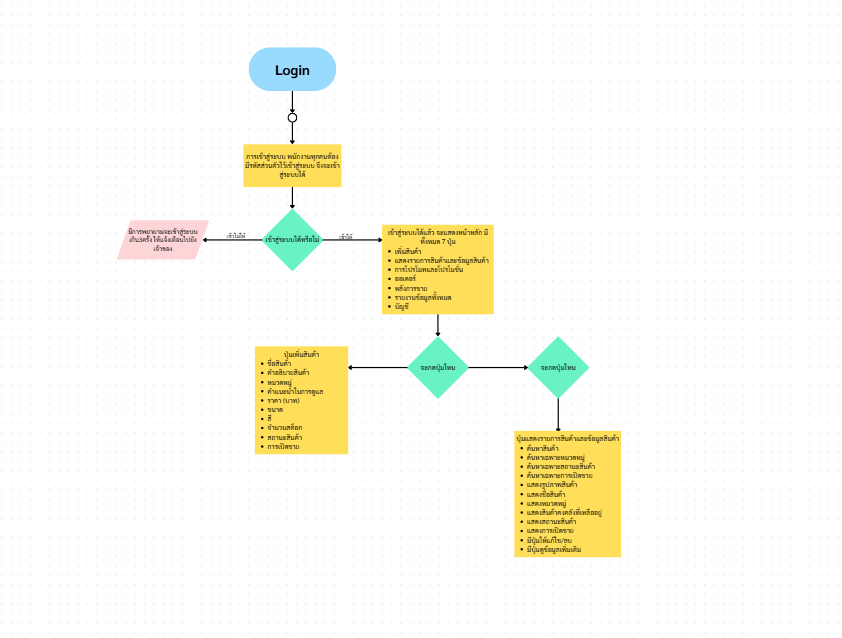 Login
การเข้าสู่ระบบ พนักงานทุกคนต้อง
มีรหัสส่วนตัวไว้เข้าสู่ระบบ จึงจะเข้า
สู่ระบบได้
มีการพยายามจะเข้าสู่ระบบ
เกิน3ครั้ง ให้แจ้งเตือนไปยัง
เจ้าของ
เข้าไม่ได้
เข้าสู่ระบบได้หรือไม่
เข้าได้
เข้าสู่ระบบได้แล้ว จะแสดงหน้าหลัก มี
ทั้งหมด 7 ปุ่ม
เพิ่มสินค้า
แสดงรายการสินค้าและข้อมูลสินค้า
การโปรโมทและโปรโมชั่น
ออเดอร์
หลังการขาย
รายงานข้อมูลทั้งหมด
บัญชี
จะกดปุ่มไหน
จะกดปุ่มไหน
ปุ่มเพิ่มสินค้า
ชื่อสินค้า
คำอธิบายสินค้า
หมวดหมู่
คำแนะนำในการดูแล
ราคา (บาท)
ขนาด
สี
จำนวนสต็อก
สถานะสินค้า
การเปิดขาย
ปุ่มแสดงรายการสินค้าและข้อมูลสินค้า
ค้นหาสินค้า
ค้นหาเฉพาะหมวดหมู่
ค้นหาเฉพาะสถานะสินค้า
ค้นหาเฉพาะการเปิดขาย
แสดงรูปภาพสินค้า
แสดงชื่อสินค้า
แสดงหมวดหมู่
แสดงสินค้าคงคลังที่เหลืออยู่
แสดงสถานะสินค้า
แสดงการเปิดขาย
มีปุ่มให้แก้ไข/ลบ
มีปุ่มดูข้อมูลเพิ่มเติม